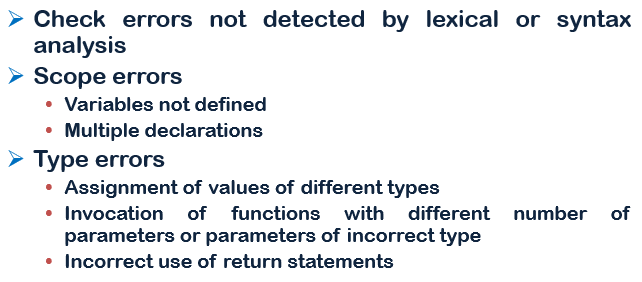 ➢ Check errors not detected by lexical or syntax
analysis
➢ Scope errors
• Variables not defined
• Multiple declarations
➢ Type errors
• Assignment of values of different types
• Invocation of functions with different number of
parameters or parameters of incorrect type
• Incorrect use of return statements